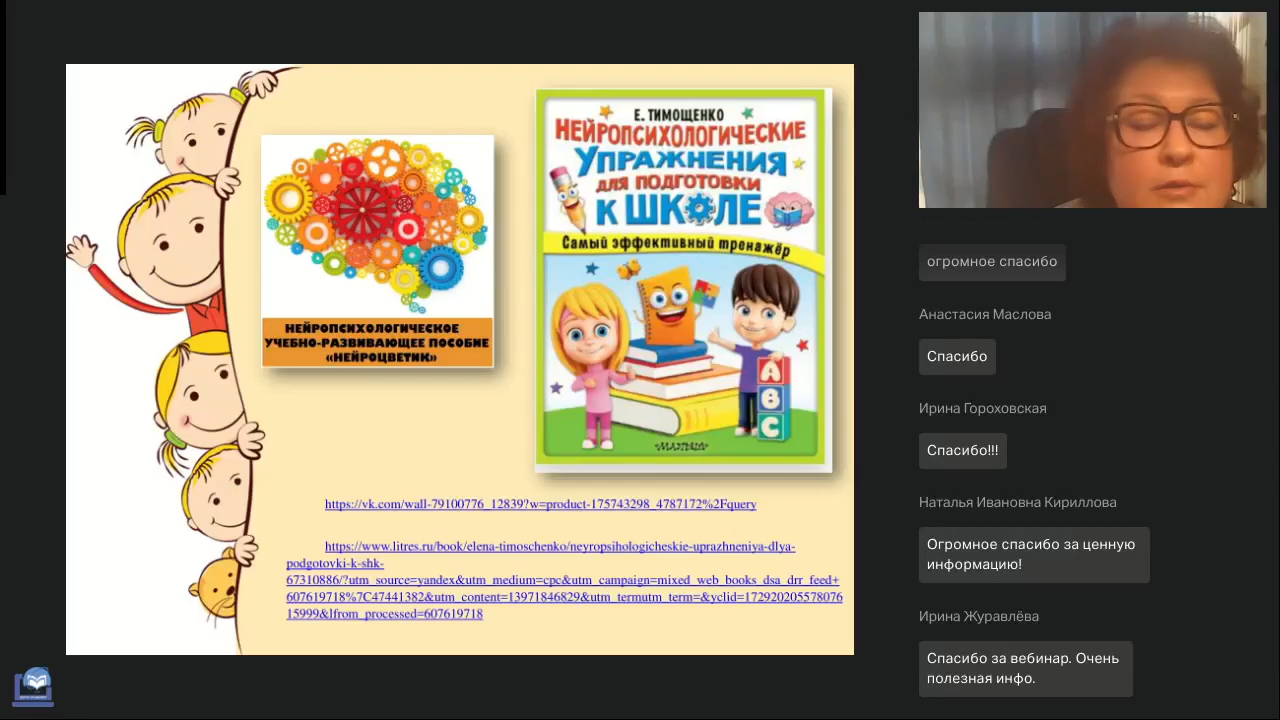 Е. ТИМОЩЕНКО
НЕЙРОПСИХОЛОГИЧЕСКИЕ
УПРАЖНЕНИЯ
ДЛЯ ПОДГОТОВКИ
К ШКОЛЕ
Самый эффективный тренажёр
A
B
C
МАЛЫШ
НЕЙРОПСИХОЛОГИЧЕСКОЕ
УЧЕБНО-РАЗВИВАЮЩЕЕ ПОСОБИЕ
«НЕЙРОЦВЕТИК»
https://vk.com/wall-79100776_12839?w=product-175743298_4787172%2Fquery
https://www.litres.ru/book/elena-timoschenko/neyropsihologicheskie-uprazhneniya-dlya-
podgotovki-k-shk-
67310886/?utm_source=yandex&utm_medium=cpc&utm_campaign=mixed_web_books_dsa_drr_feed+
607619718%7C47441382&utm_content=13971846829&utm_termutm_term=&yclid=172920205578076
15999&lfrom_processed=607619718
огромное спасибо
Анастасия Маслова
Спасибо
Ирина Гороховская
Спасибо!!!
Наталья Ивановна Кириллова
Огромное спасибо за ценную
информацию!
Ирина Журавлёва
Спасибо за вебинар. Очень
полезная инфо.